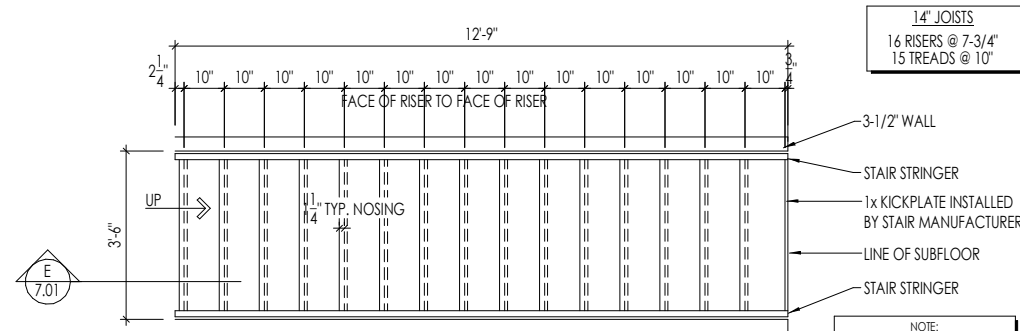 12'-9"
14" JOISTS
16 RISERS @ 7-3/4"
15 TREADS @ 10"
2 1/4" 10" 10" 10" 10" 10" 10" 10" 10" 10" 10" 10" 10" 10" 10" 10" 3/4"
FACE OF RISER TO FACE OF RISER
3-1/2" WALL
STAIR STRINGER
UP
1 1/4" TYP. NOSING
1x KICKPLATE INSTALLED
BY STAIR MANUFACTURER
3'-6"
LINE OF SUBFLOOR
E
7.01
STAIR STRINGER
NOTE: